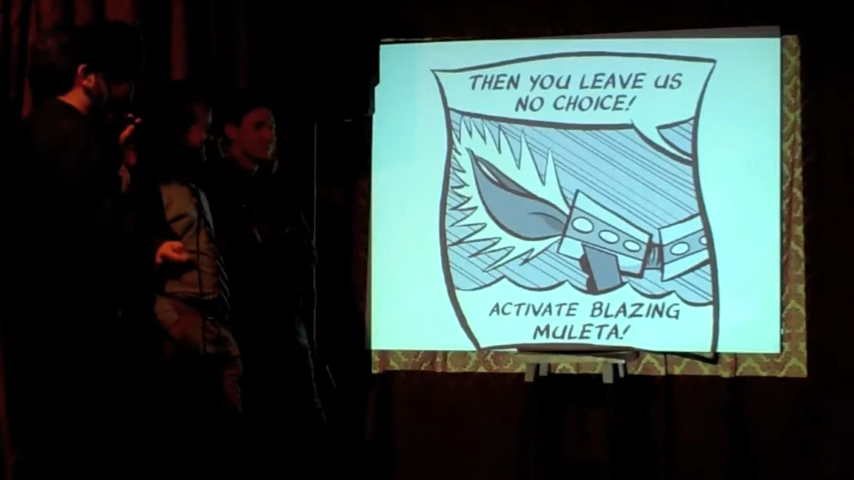 THEN YOU LEAVE US
NO CHOICE!
ACTIVATE BLAZING
MULETA!